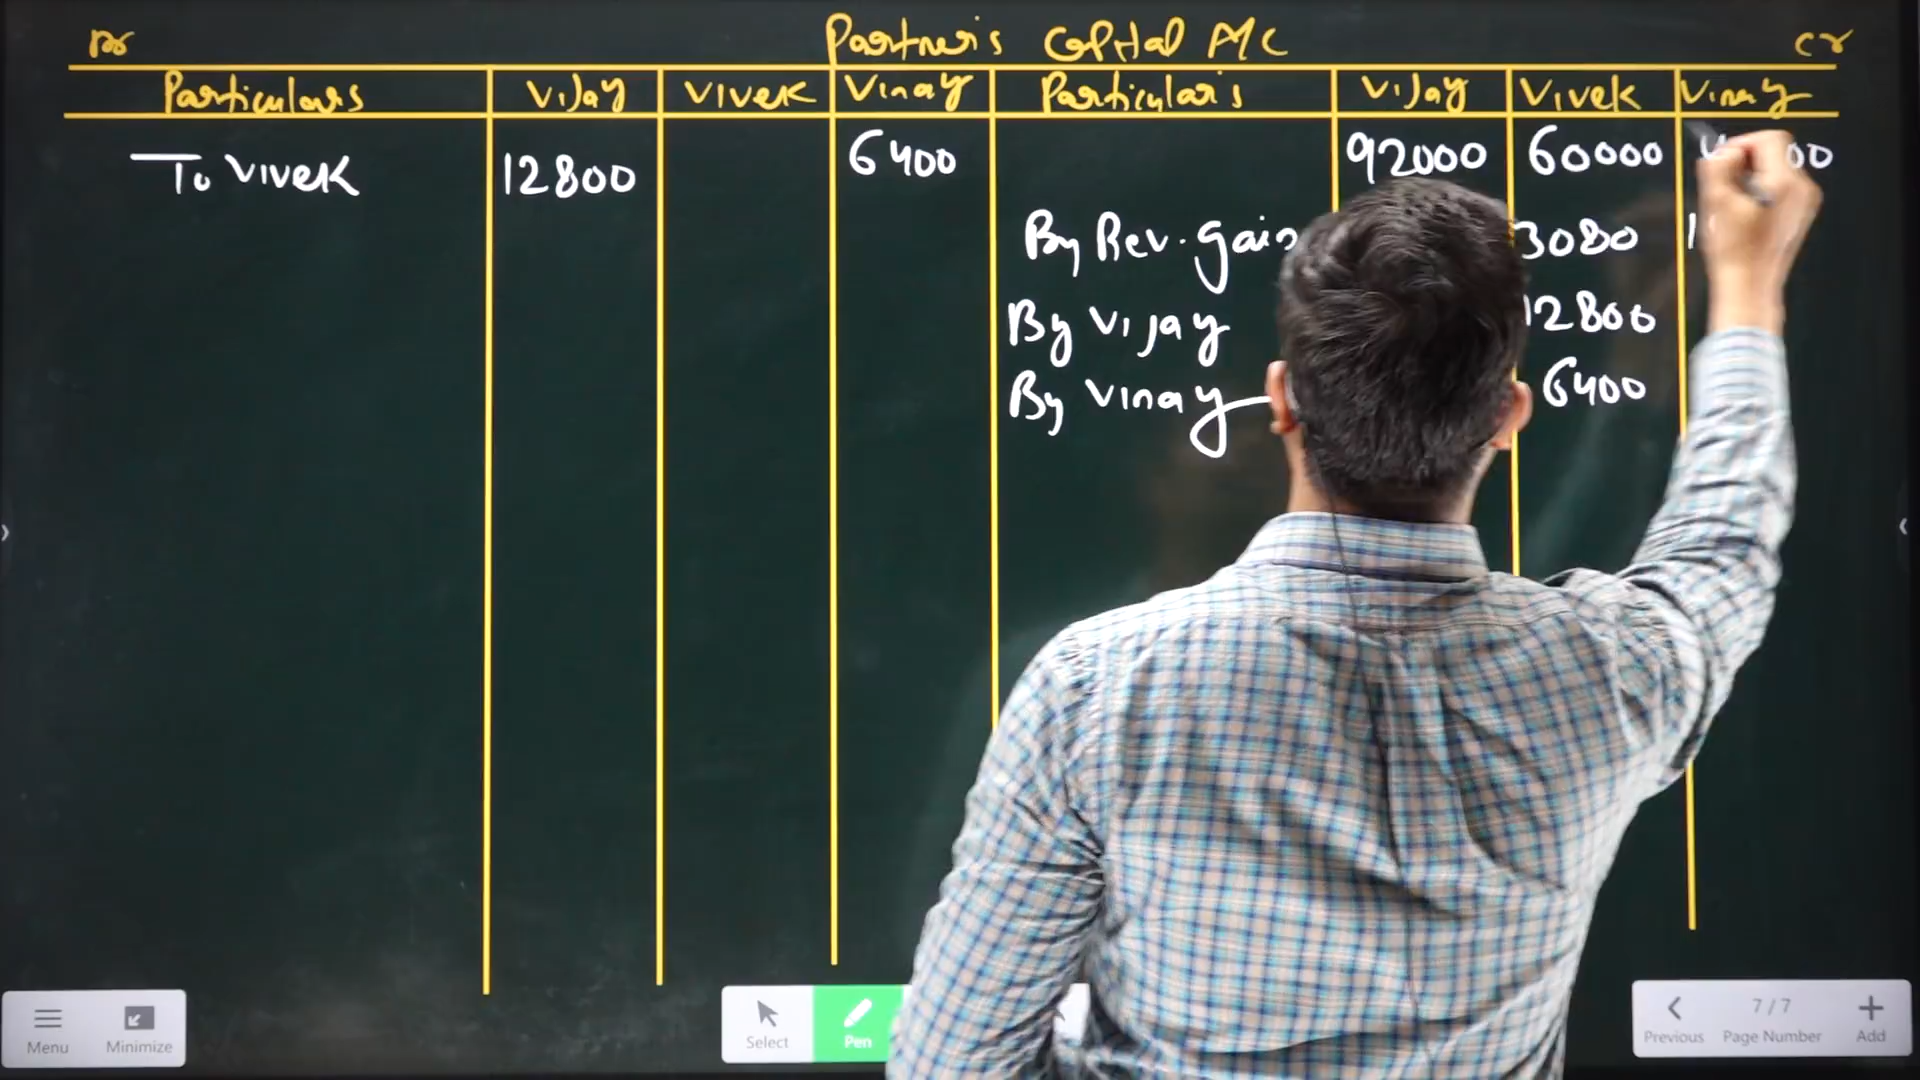 Dr Partner's Capital A/C Cr
Particulars Vijay Vivek Vinay Particulars Vijay Vivek Vinay
To Vivek 12800 6400 92000 60000
By Rev. gain 3080
By Vijay 12800
By Vinay 6400
Menu Minimize Select Pen Previous 7/7 Page Number Add